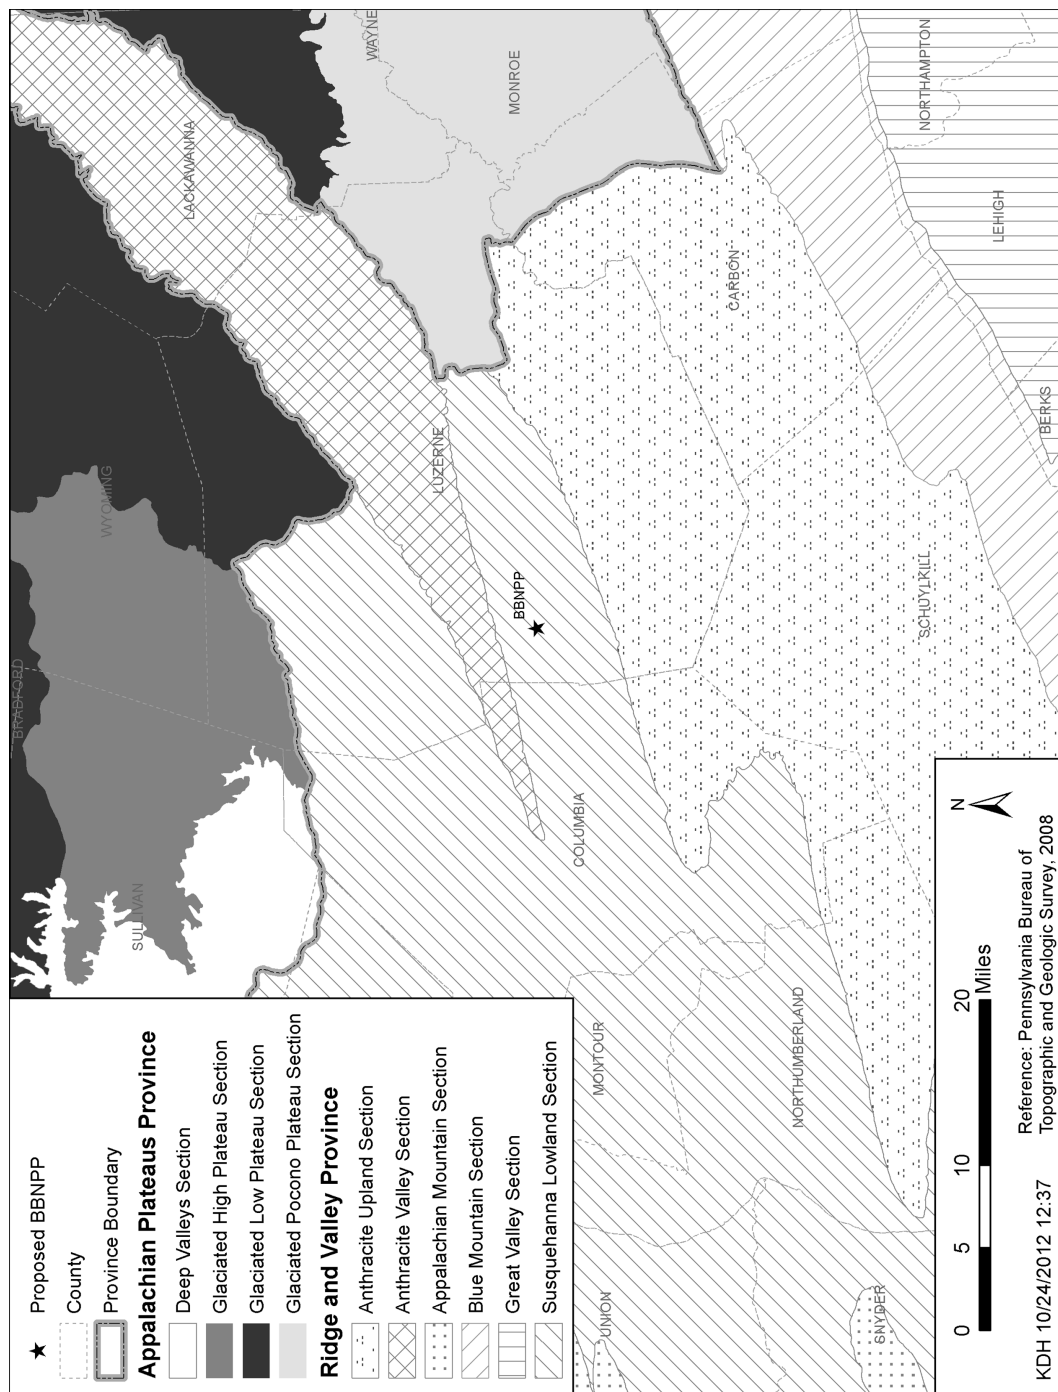 Proposed BBNPP
County
Province Boundary
Appalachian Plateaus Province
Deep Valleys Section
Glaciated High Plateau Section
Glaciated Low Plateau Section
Glaciated Pocono Plateau Section
Ridge and Valley Province
Anthracite Upland Section
Anthracite Valley Section
Appalachian Mountain Section
Blue Mountain Section
Great Valley Section
Susquehanna Lowland Section
BRADFORD
SULLIVAN
WYOMING
LACKAWANNA
WAYNE
MONROE
LUZERNE
BBNPP
COLUMBIA
MONTOUR
UNION
NORTHUMBERLAND
SNYDER
CARBON
SCHUYLKILL
NORTHAMPTON
LEHIGH
BERKS
N
0 5 10 20
Miles
Reference: Pennsylvania Bureau of
Topographic and Geologic Survey, 2008
KDH 10/24/2012 12:37